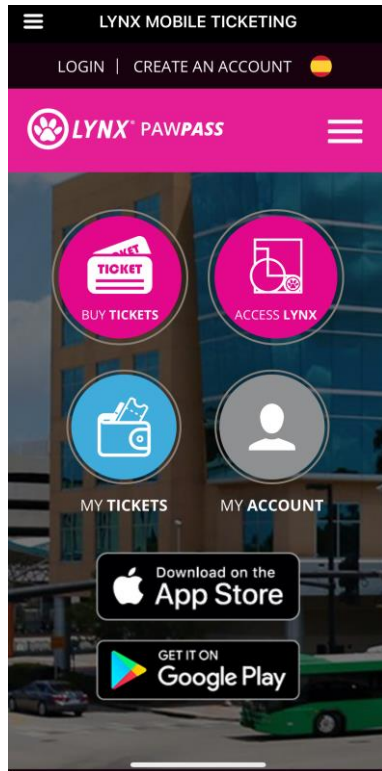 LYNX MOBILE TICKETING
LOGIN | CREATE AN ACCOUNT
LYNX® PAWPASS
TICKET
TICKET
BUY TICKETS
ACCESS LYNX
MY TICKETS
MY ACCOUNT
Download on the
App Store
GET IT ON
Google Play